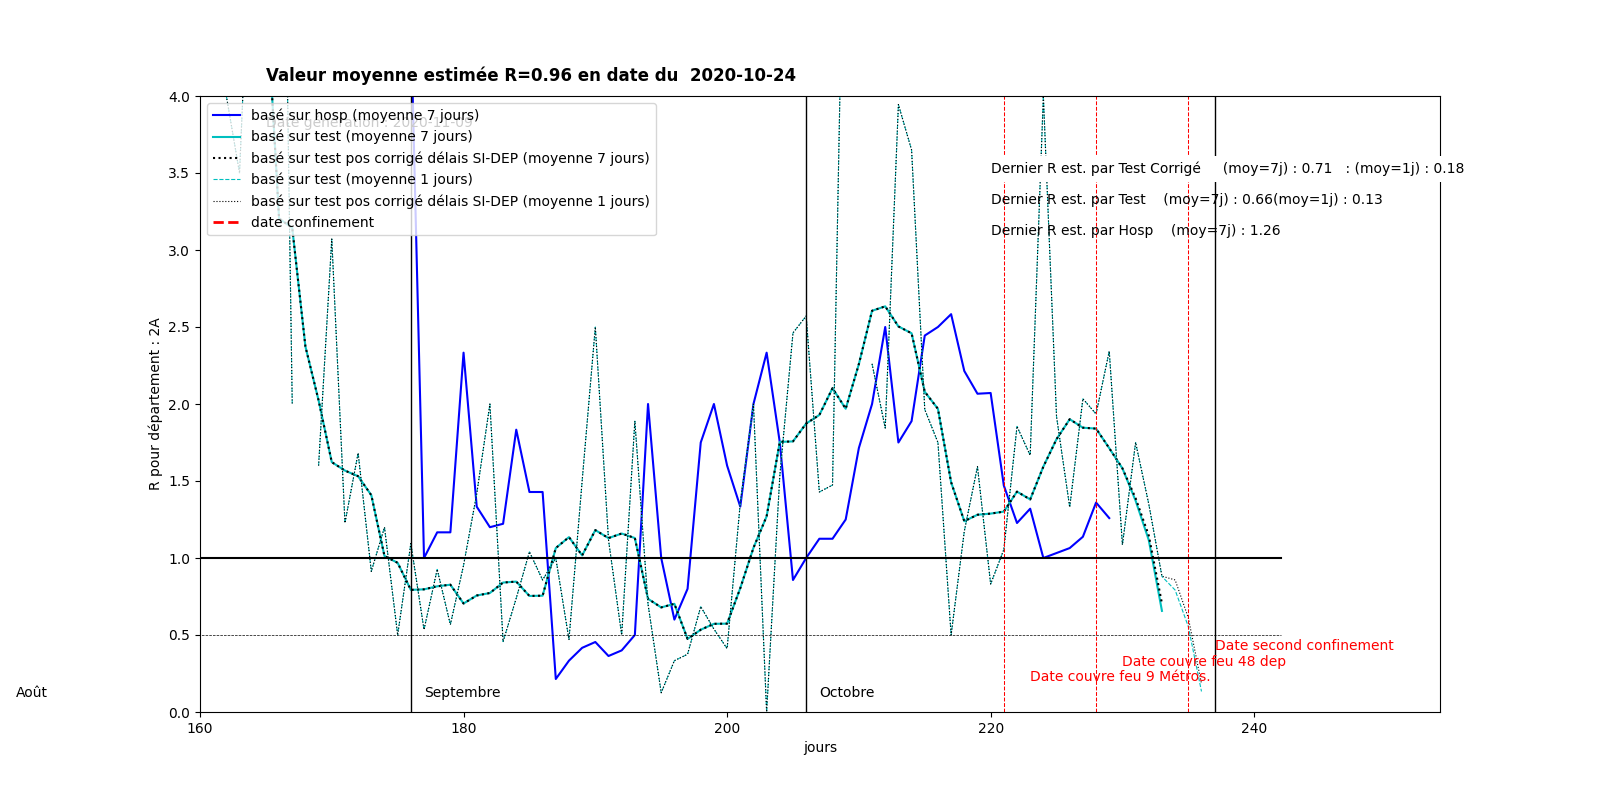 Valeur moyenne estimée R=0.96 en date du  2020-10-24
Date génération : 2020-11-09
basé sur hosp (moyenne 7 jours)
basé sur test (moyenne 7 jours)
basé sur test pos corrigé délais SI-DEP (moyenne 7 jours)
basé sur test (moyenne 1 jours)
basé sur test pos corrigé délais SI-DEP (moyenne 1 jours)
date confinement
Dernier R est. par Test Corrigé     (moy=7j) : 0.71   : (moy=1j) : 0.18
Dernier R est. par Test    (moy=7j) : 0.66(moy=1j) : 0.13
Dernier R est. par Hosp    (moy=7j) : 1.26
R pour département : 2A
4.0
3.5
3.0
2.5
2.0
1.5
1.0
0.5
0.0
Date second confinement
Date couvre feu 48 dep
Date couvre feu 9 Métros.
Août
Septembre
Octobre
160
180
200
220
240
jours